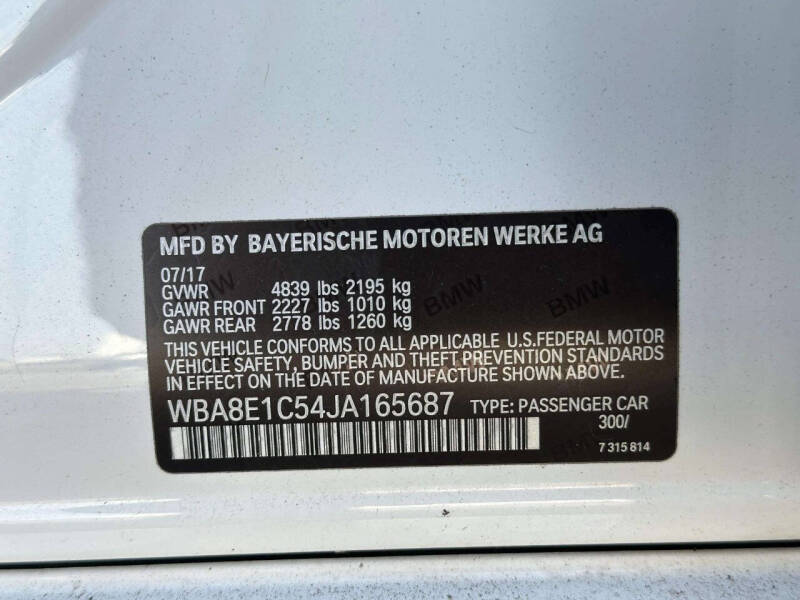 MFD BY BAYERISCHE MOTOREN WERKE AG
07/17
GVWR 4839 lbs 2195 kg
GAWR FRONT 2227 lbs 1010 kg
GAWR REAR 2778 lbs 1260 kg
THIS VEHICLE CONFORMS TO ALL APPLICABLE U.S.FEDERAL MOTOR
VEHICLE SAFETY, BUMPER AND THEFT PREVENTION STANDARDS
IN EFFECT ON THE DATE OF MANUFACTURE SHOWN ABOVE.
WBA8E1C54JA165687 TYPE: PASSENGER CAR
300/
7 315 814
BMW
BMW